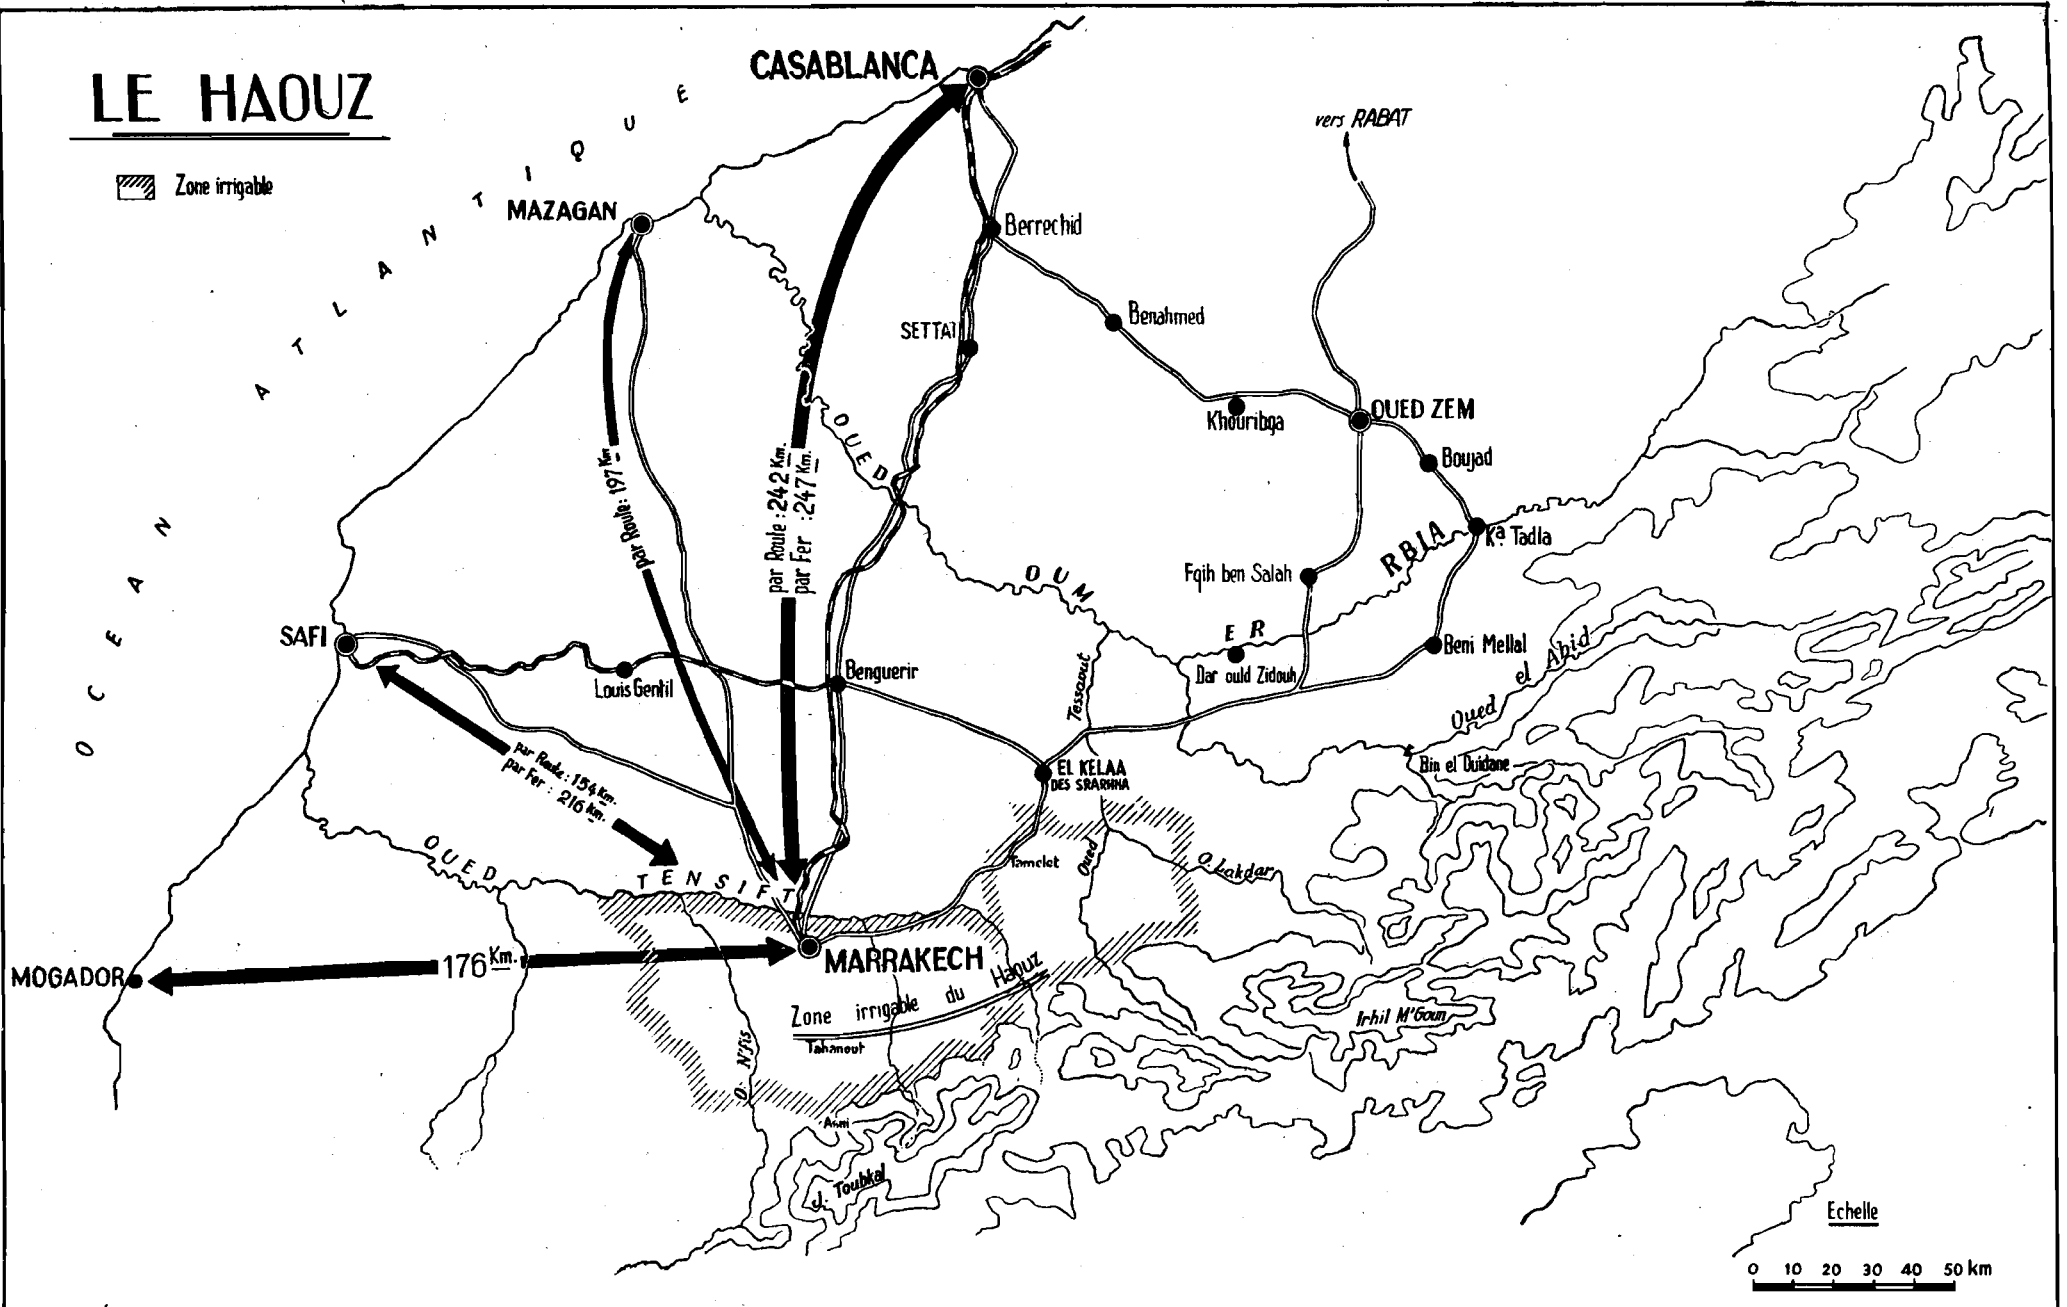 LE HAOUZ
Zone irrigable
OCEAN ATLANTIQUE
CASABLANCA
vers RABAT
MAZAGAN
Berrechid
Benahmed
SETTAT
Khouribga
OUED ZEM
Boujad
Ka. Tadla
par Route : 197 Km.
par Route : 242 Km.
par Fer : 247 Km.
OUED
OUM
ER
RBIA
Fqih ben Salah
SAFI
Louis Gentil
Benguerir
Tessaout
Dar ould Zidouh
Beni Mellal
Oued el Abid
Bin el Ouidane
par Route : 154 Km.
par Fer : 216 Km.
EL KELAA
DES SRARHNA
Tamelet
Oued
O. Lakdar
OUED TENSIFT
MOGADOR
176 Km.
MARRAKECH
Zone irrigable du Haouz
Tahanout
O. N'fis
Irhil M'Goun
Asni
J. Toubkal
Echelle
0 10 20 30 40 50 km